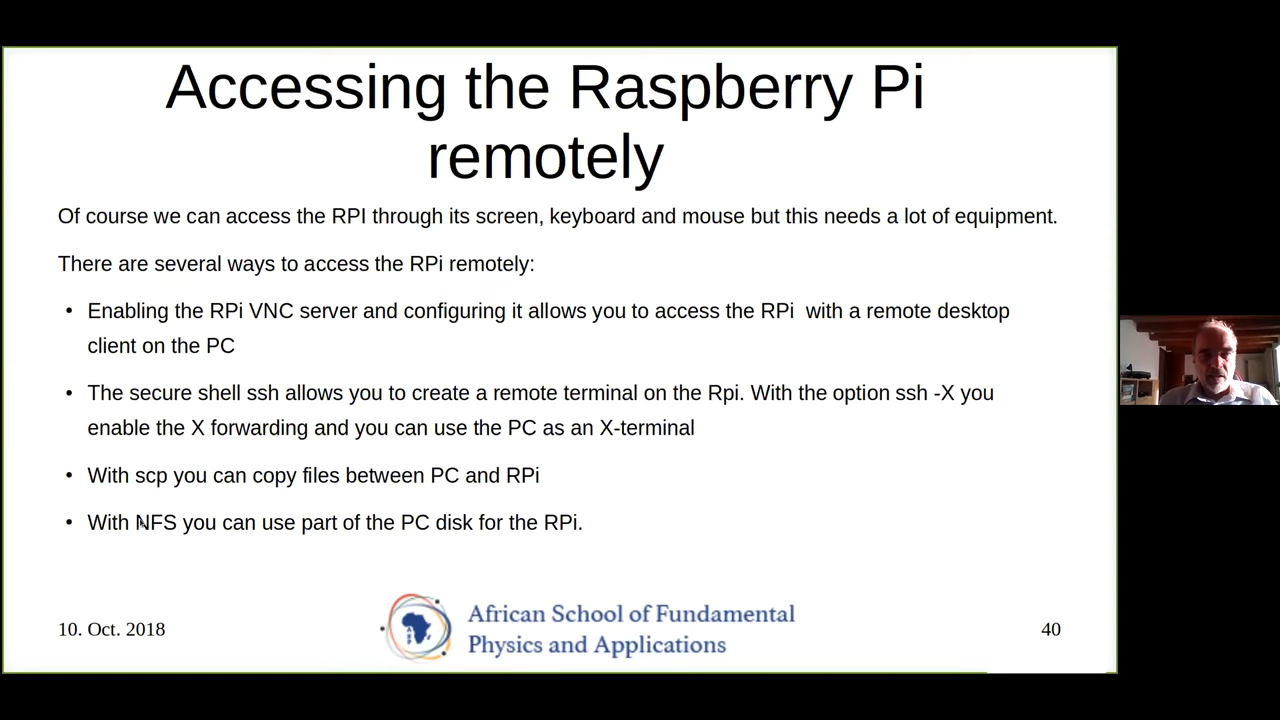 Accessing the Raspberry Pi
remotely
Of course we can access the RPI through its screen, keyboard and mouse but this needs a lot of equipment.
There are several ways to access the RPi remotely:
• Enabling the RPi VNC server and configuring it allows you to access the RPi  with a remote desktop
client on the PC
• The secure shell ssh allows you to create a remote terminal on the Rpi. With the option ssh -X you
enable the X forwarding and you can use the PC as an X-terminal
• With scp you can copy files between PC and RPi
• With NFS you can use part of the PC disk for the RPi.
10. Oct. 2018
African School of Fundamental
Physics and Applications
40